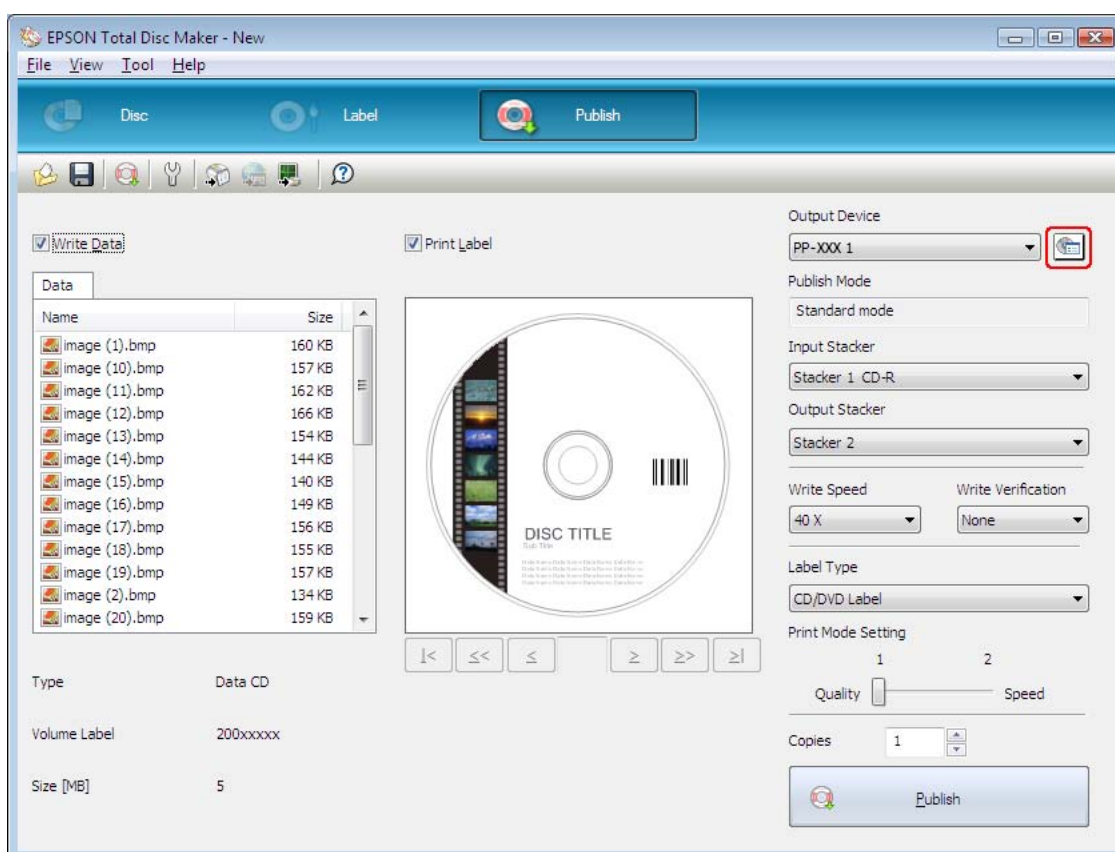 EPSON Total Disc Maker - New
File View Tool Help
Disc Label Publish
Write Data
Data
Name Size
image (1).bmp 160 KB
image (10).bmp 157 KB
image (11).bmp 162 KB
image (12).bmp 166 KB
image (13).bmp 154 KB
image (14).bmp 144 KB
image (15).bmp 140 KB
image (16).bmp 149 KB
image (17).bmp 156 KB
image (18).bmp 155 KB
image (19).bmp 157 KB
image (2).bmp 134 KB
image (20).bmp 159 KB
Type Data CD
Volume Label 200xxxxx
Size [MB] 5
Print Label
DISC TITLE
Sub Title
|< << < > >> >|
Output Device
PP-XXX 1
Publish Mode
Standard mode
Input Stacker
Stacker 1 CD-R
Output Stacker
Stacker 2
Write Speed Write Verification
40 X None
Label Type
CD/DVD Label
Print Mode Setting
1 2
Quality Speed
Copies 1
Publish